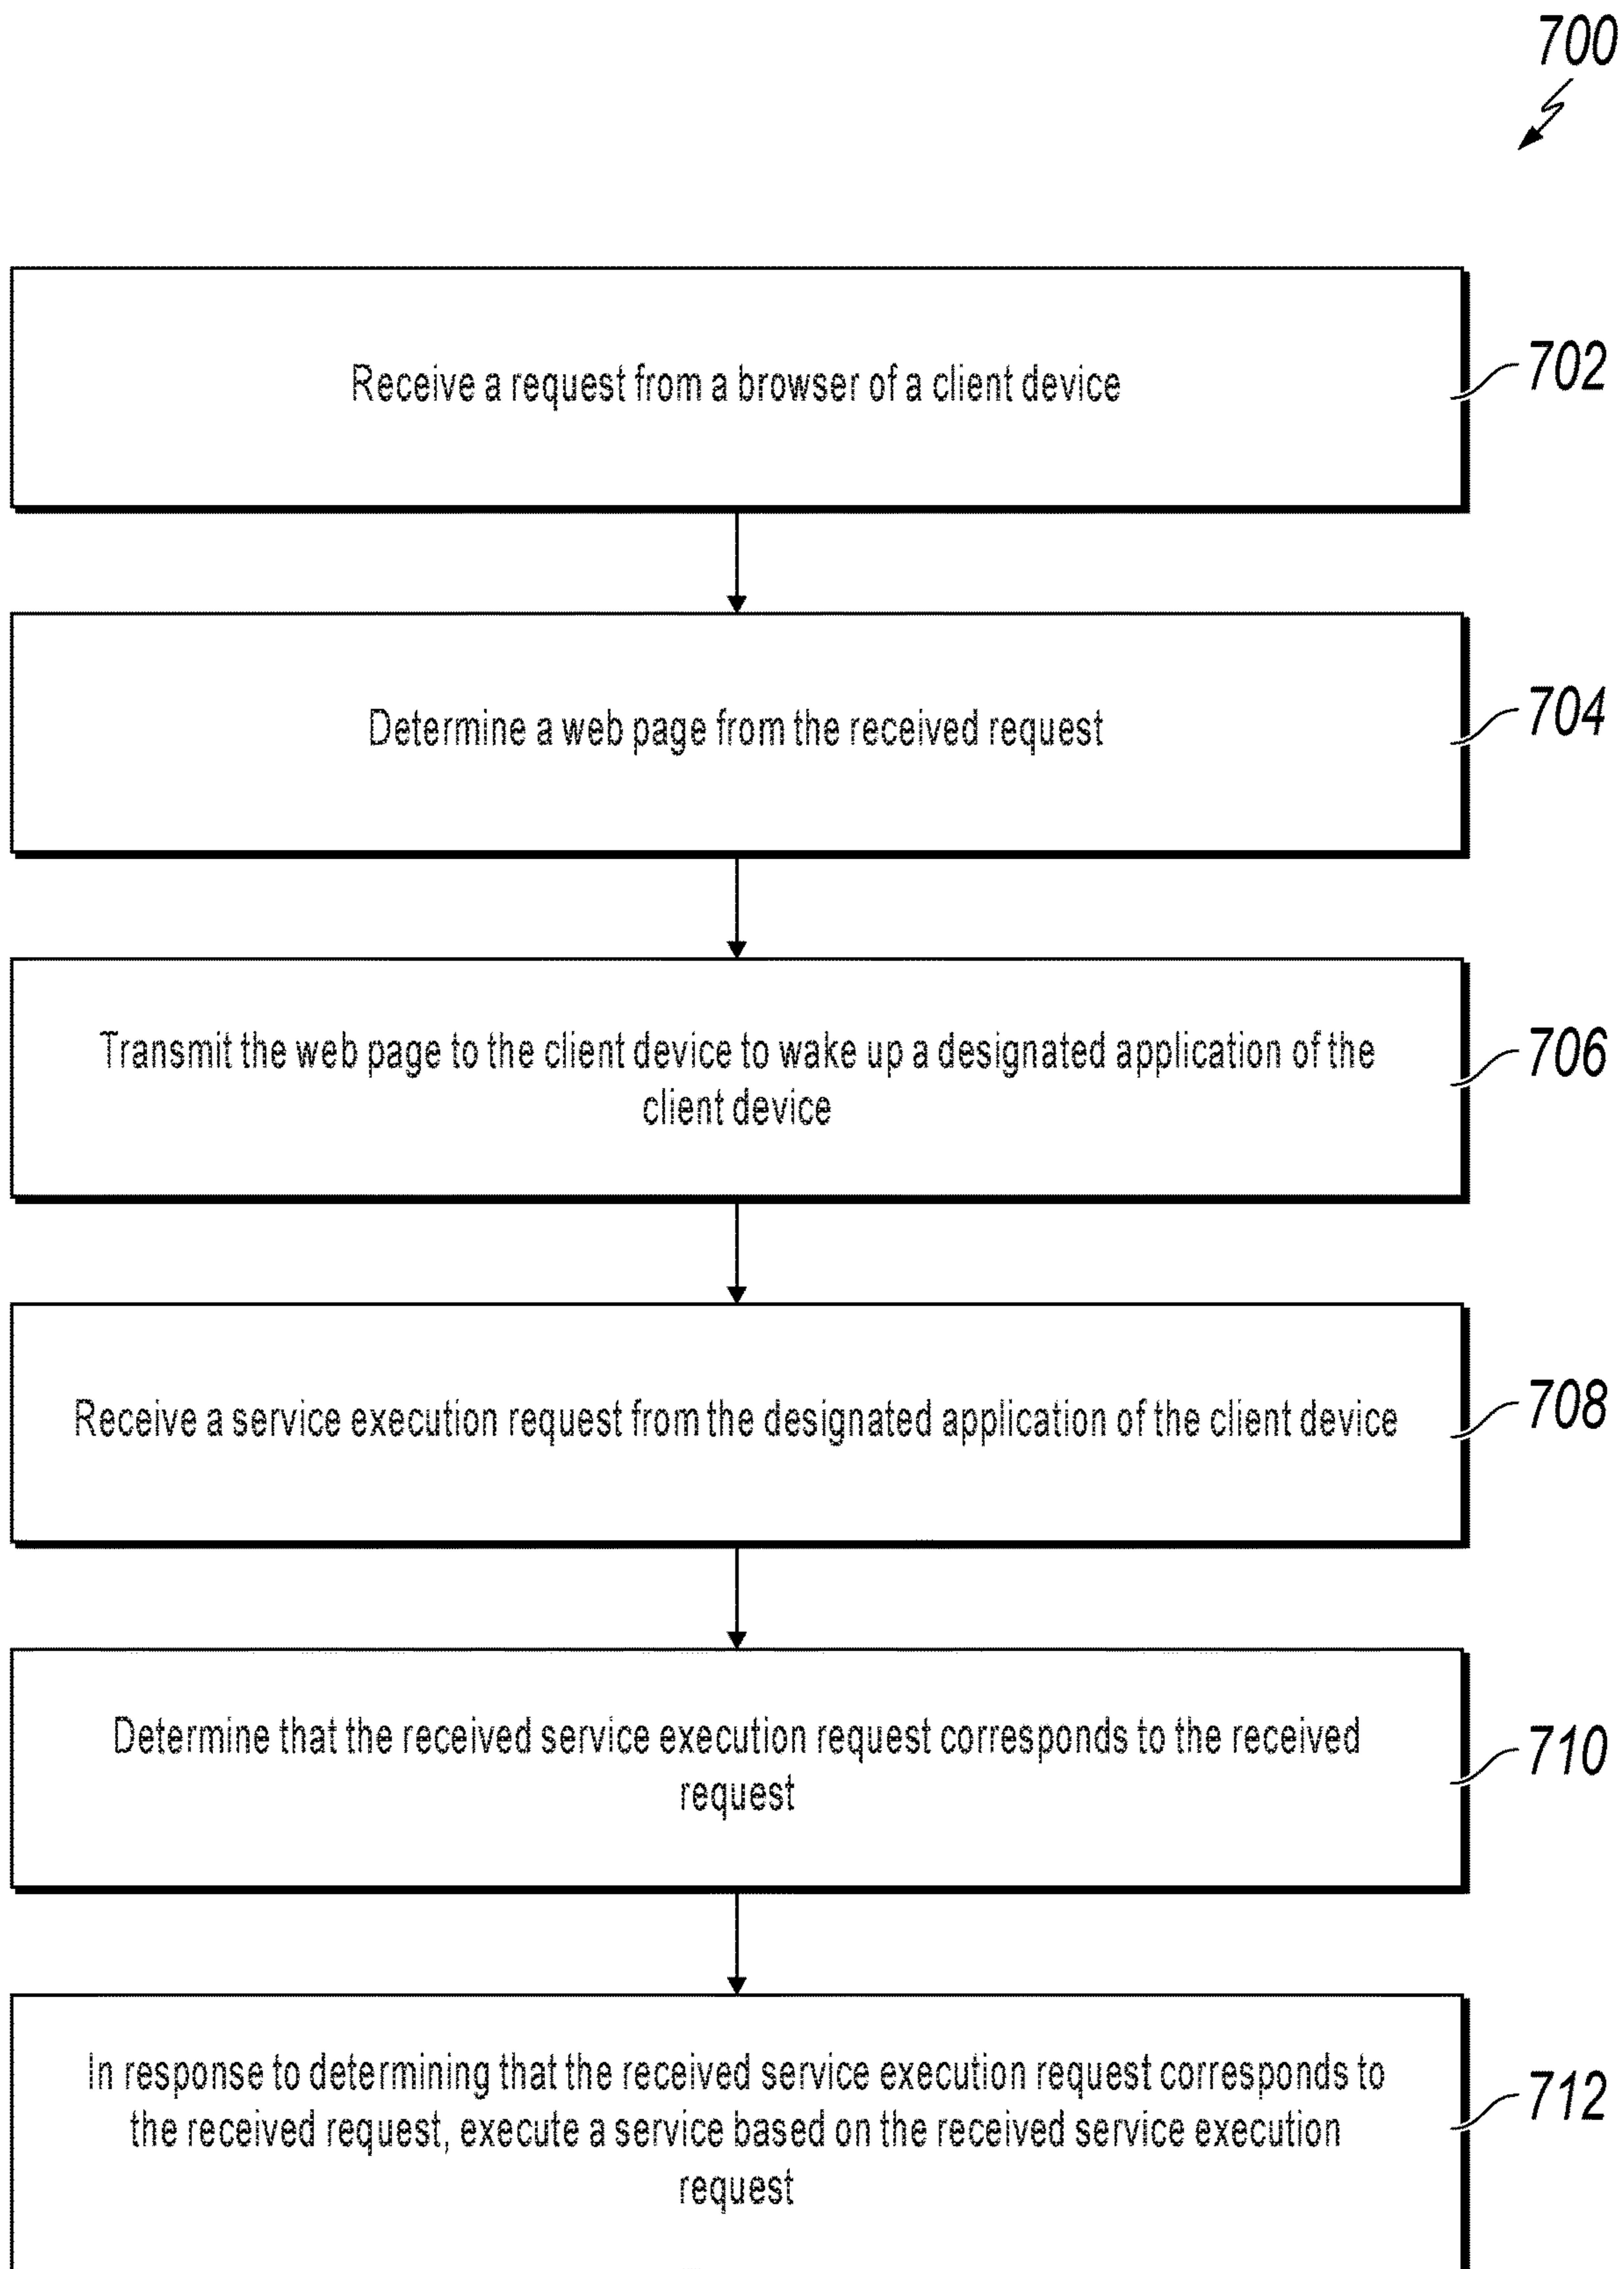 700
Receive a request from a browser of a client device
702
Determine a web page from the received request
704
Transmit the web page to the client device to wake up a designated application of the
client device
706
Receive a service execution request from the designated application of the client device
708
Determine that the received service execution request corresponds to the received
request
710
In response to determining that the received service execution request corresponds to
the received request, execute a service based on the received service execution
request
712